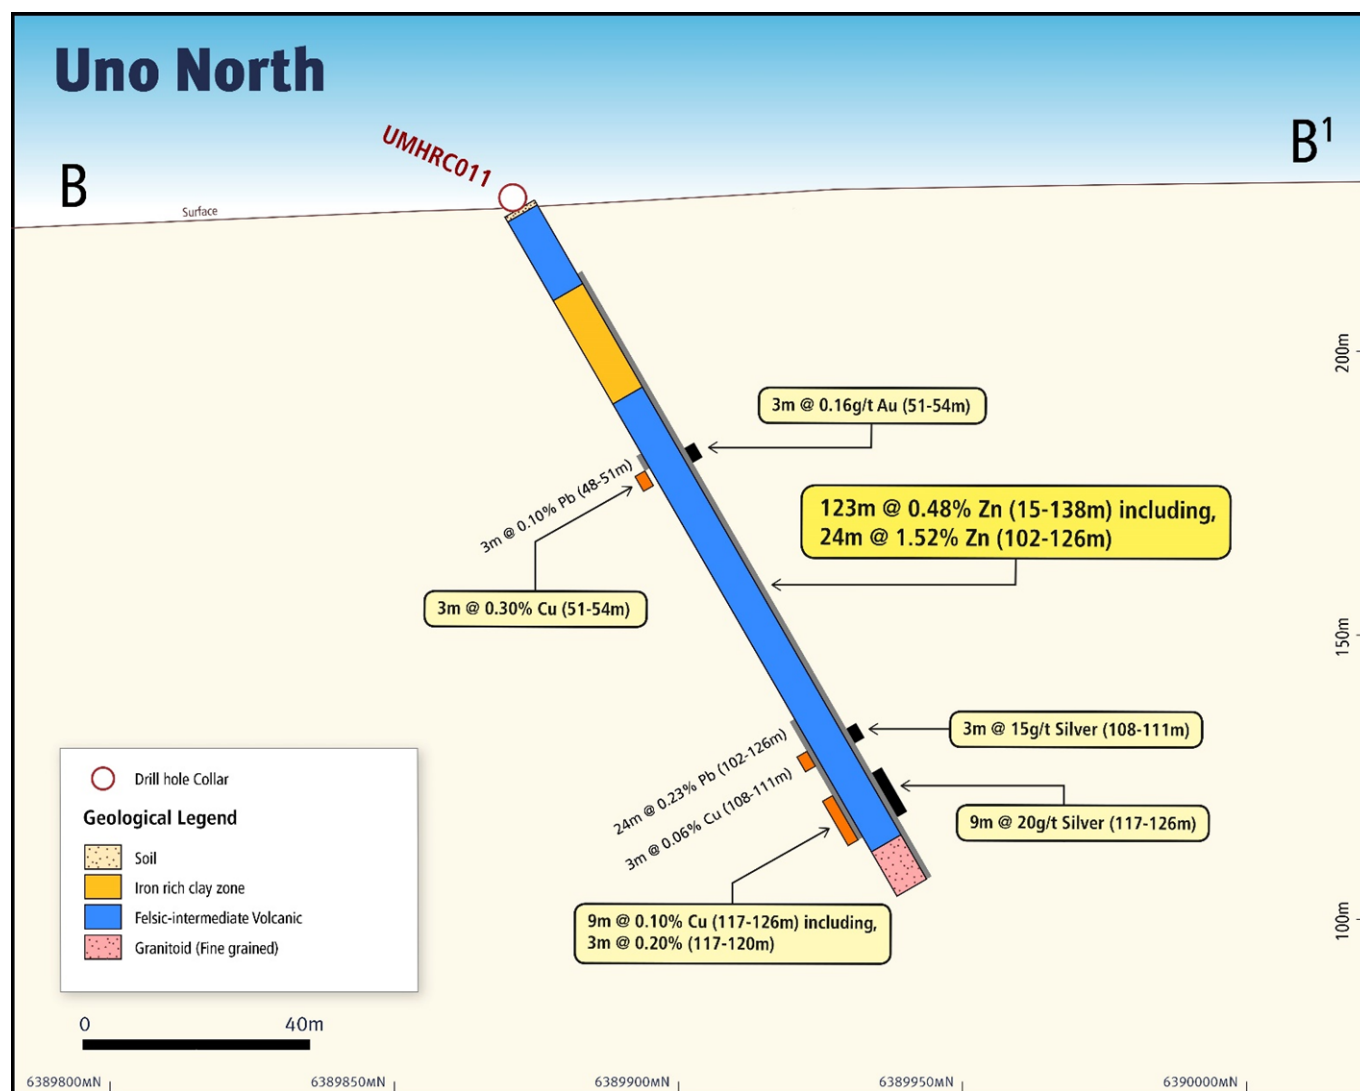 Uno North
B
B1
UMHRC011
Surface
200m
3m @ 0.16g/t Au (51-54m)
3m @ 0.10% Pb (48-51m)
123m @ 0.48% Zn (15-138m) including,
24m @ 1.52% Zn (102-126m)
3m @ 0.30% Cu (51-54m)
150m
3m @ 15g/t Silver (108-111m)
24m @ 0.23% Pb (102-126m)
3m @ 0.06% Cu (108-111m)
9m @ 20g/t Silver (117-126m)
9m @ 0.10% Cu (117-126m) including,
3m @ 0.20% (117-120m)
100m
Drill hole Collar
Geological Legend
Soil
Iron rich clay zone
Felsic-intermediate Volcanic
Granitoid (Fine grained)
0 40m
6389800mN 6389850mN 6389900mN 6389950mN 6390000mN